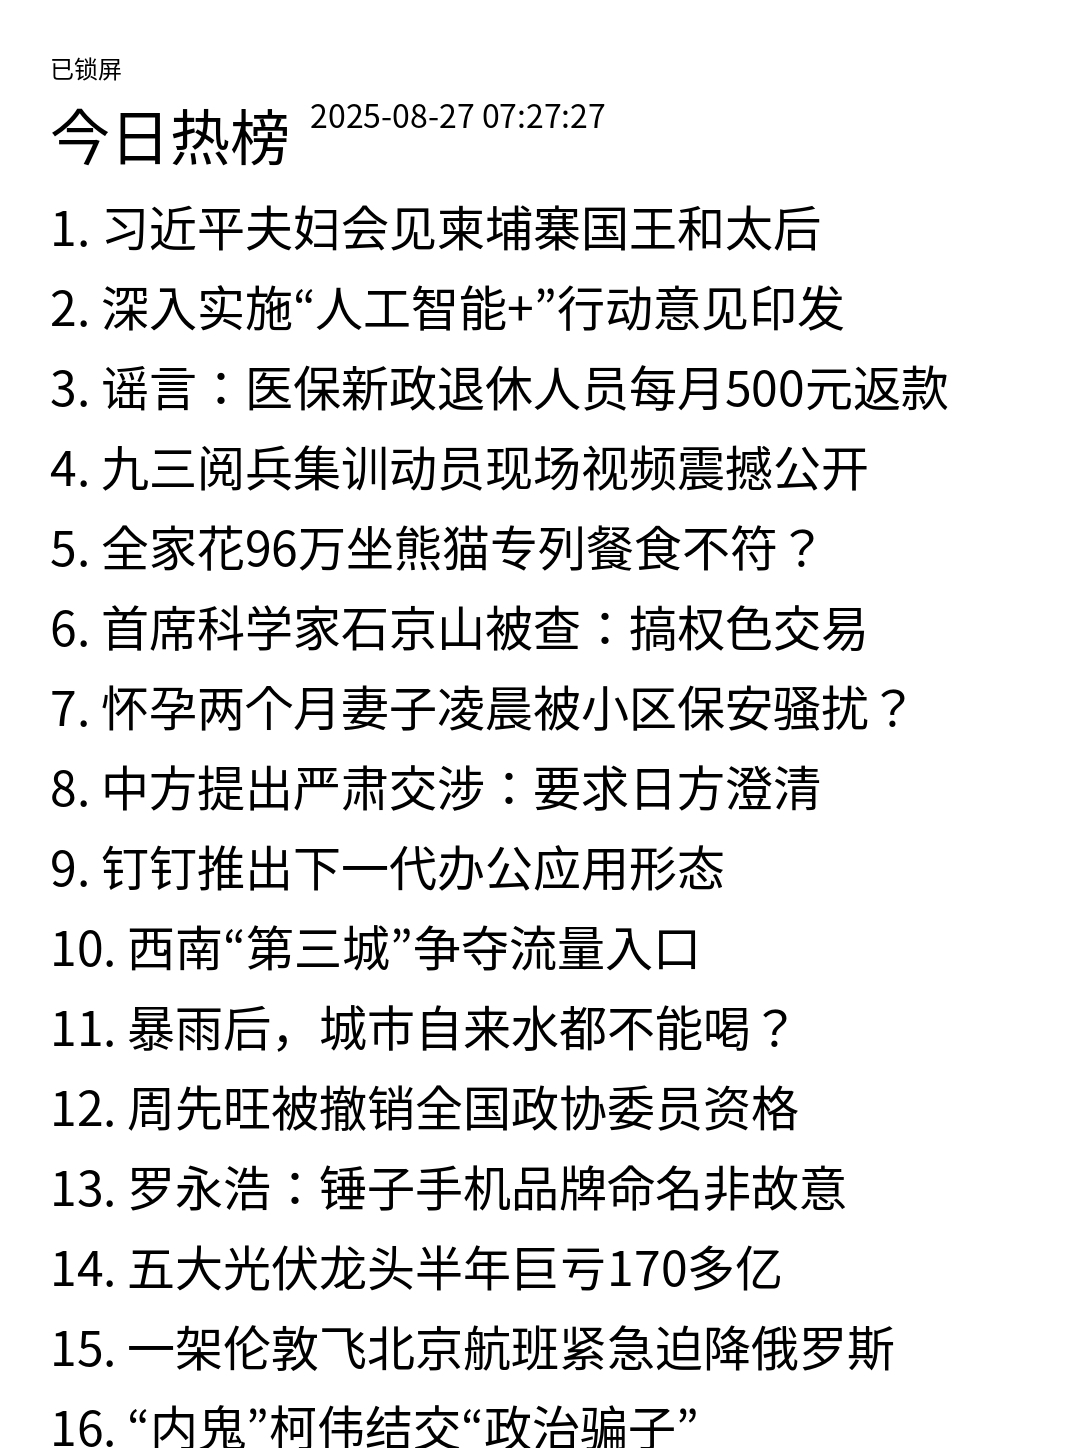 已锁屏
今日热榜 2025-08-27 07:27:27
1. 习近平夫妇会见柬埔寨国王和太后
2. 深入实施“人工智能+”行动意见印发
3. 谣言：医保新政退休人员每月500元返款
4. 九三阅兵集训动员现场视频震撼公开
5. 全家花96万坐熊猫专列餐食不符？
6. 首席科学家石京山被查：搞权色交易
7. 怀孕两个月妻子凌晨被小区保安骚扰？
8. 中方提出严肃交涉：要求日方澄清
9. 钉钉推出下一代办公应用形态
10. 西南“第三城”争夺流量入口
11. 暴雨后，城市自来水都不能喝？
12. 周先旺被撤销全国政协委员资格
13. 罗永浩：锤子手机品牌命名非故意
14. 五大光伏龙头半年巨亏170多亿
15. 一架伦敦飞北京航班紧急迫降俄罗斯
16. “内鬼”柯伟结交“政治骗子”